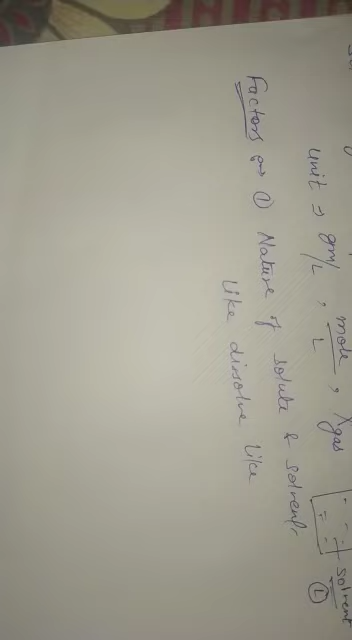 unit → gm/L, mole/L, Xgas
solvent
(L)
Factors ⇒ ① Nature of solute & solvent.
like dissolve like